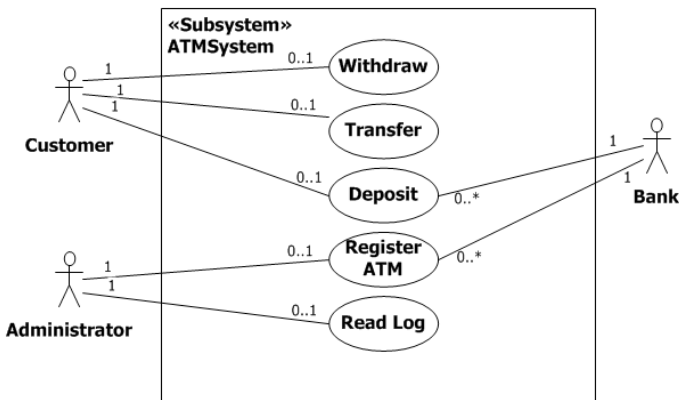 «Subsystem»
ATMSystem
1
0..1
Withdraw
1
0..1
Transfer
1
Customer
0..1
Deposit
0..*
1
Bank
1
0..1
Register
ATM
0..*
1
1
0..1
Read Log
Administrator